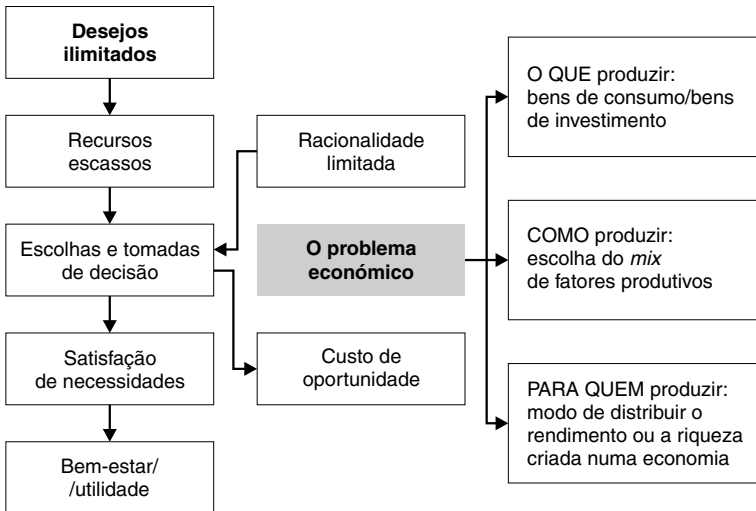 Desejos
ilimitados
Recursos
escassos
Escolhas e tomadas
de decisão
Satisfação
de necessidades
Bem-estar/
/utilidade
Racionalidade
limitada
O problema
económico
Custo de
oportunidade
O QUE produzir:
bens de consumo/bens
de investimento
COMO produzir:
escolha do mix
de fatores produtivos
PARA QUEM produzir:
modo de distribuir o
rendimento ou a riqueza
criada numa economia